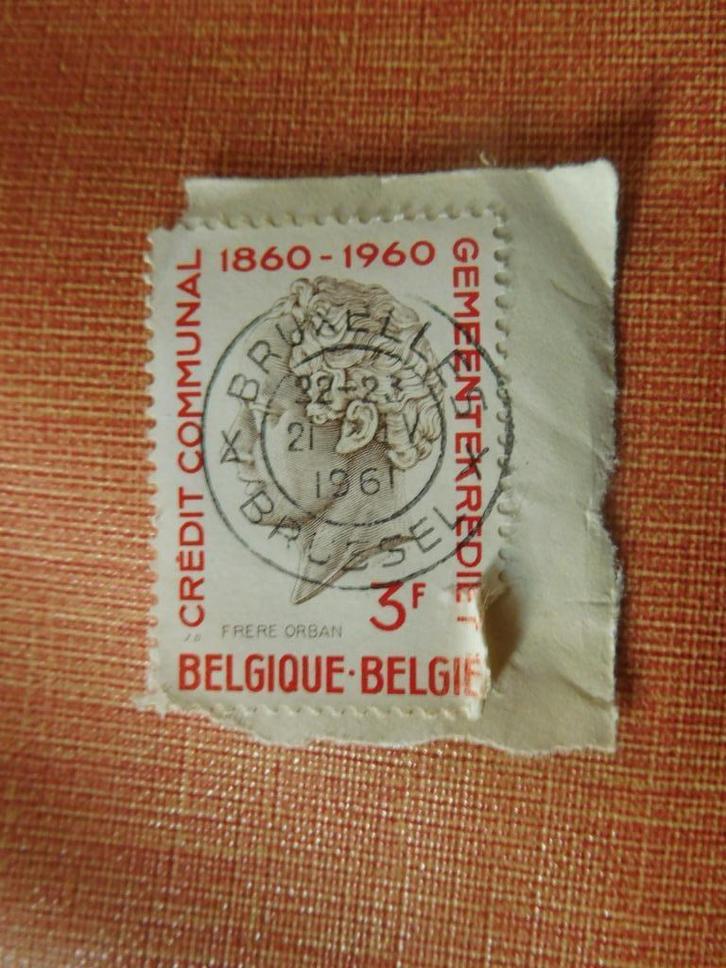 1860 - 1960
CRÉDIT COMMUNAL
GEMEENTEKREDIET
BRUXELLES
22-23
21 IV
1961
X X
BRUSSEL
3F
FRERE ORBAN
BELGIQUE · BELGIË